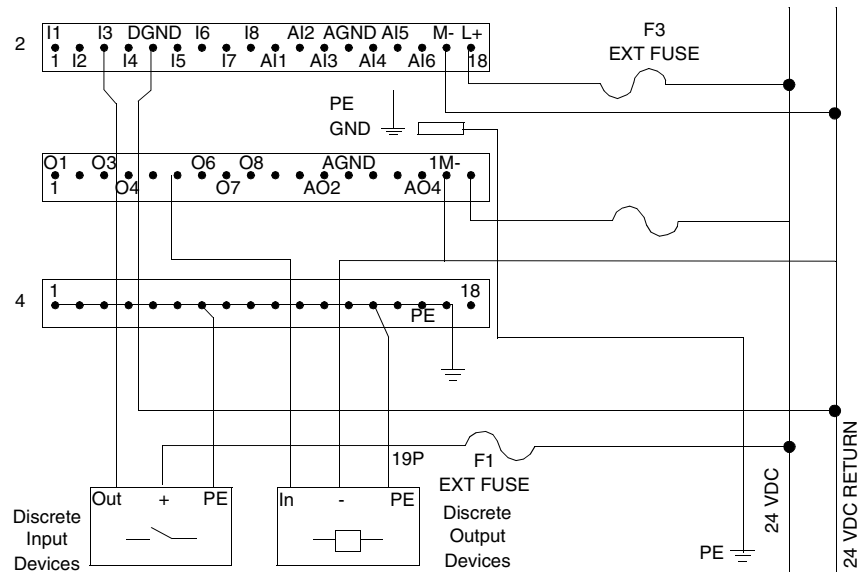 I1 I3 DGND I6 I8 AI2 AGND AI5 M- L+
2
1 I2 I4 I5 I7 AI1 AI3 AI4 AI6 18
F3
EXT FUSE
PE
GND
O1 O3 O6 O8 AGND 1M-
1 O4 O7 AO2 AO4
4
1 18
PE
19P
F1
EXT FUSE
Out + PE
In - PE
Discrete
Input
Devices
Discrete
Output
Devices
PE
24 VDC
24 VDC RETURN